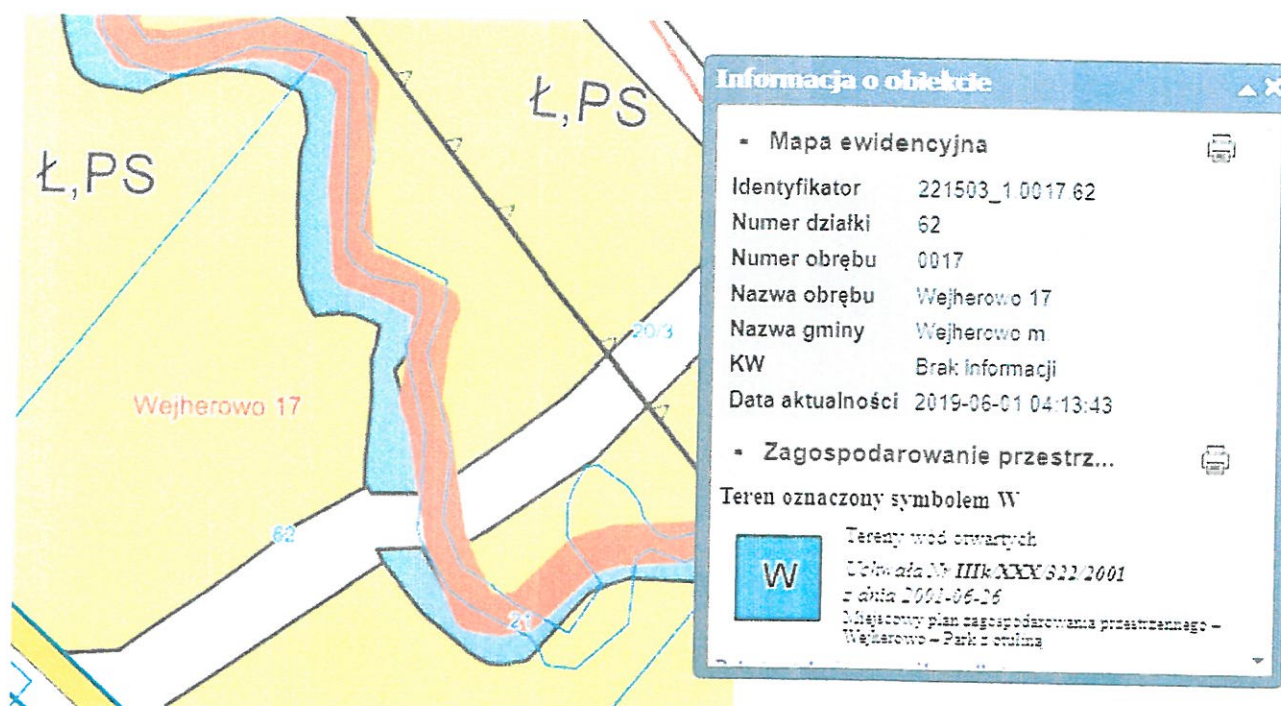 Ł,PS
Ł,PS
20/3
Wejherowo 17
62
21
Informacja o obiekcie
- Mapa ewidencyjna
Identyfikator 221503_1.0017.62
Numer działki 62
Numer obrębu 0017
Nazwa obrębu Wejherowo 17
Nazwa gminy Wejherowo m.
KW Brak informacji
Data aktualności 2019-06-01 04:13:43
- Zagospodarowanie przestrz...
Teren oznaczony symbolem W
W
Tereny wód otwartych
Uchwała Nr IIIk/XXX/322/2001
z dnia 2001-06-26
Miejscowy plan zagospodarowania przestrzennego –
Wejherowo – Park z otuliną